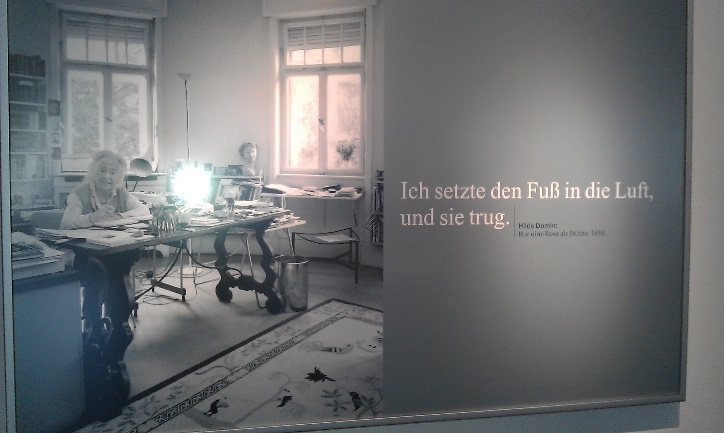 Ich setzte den Fuß in die Luft,
und sie trug.
Hilde Domin:
Nur eine Rose als Stütze, 1959